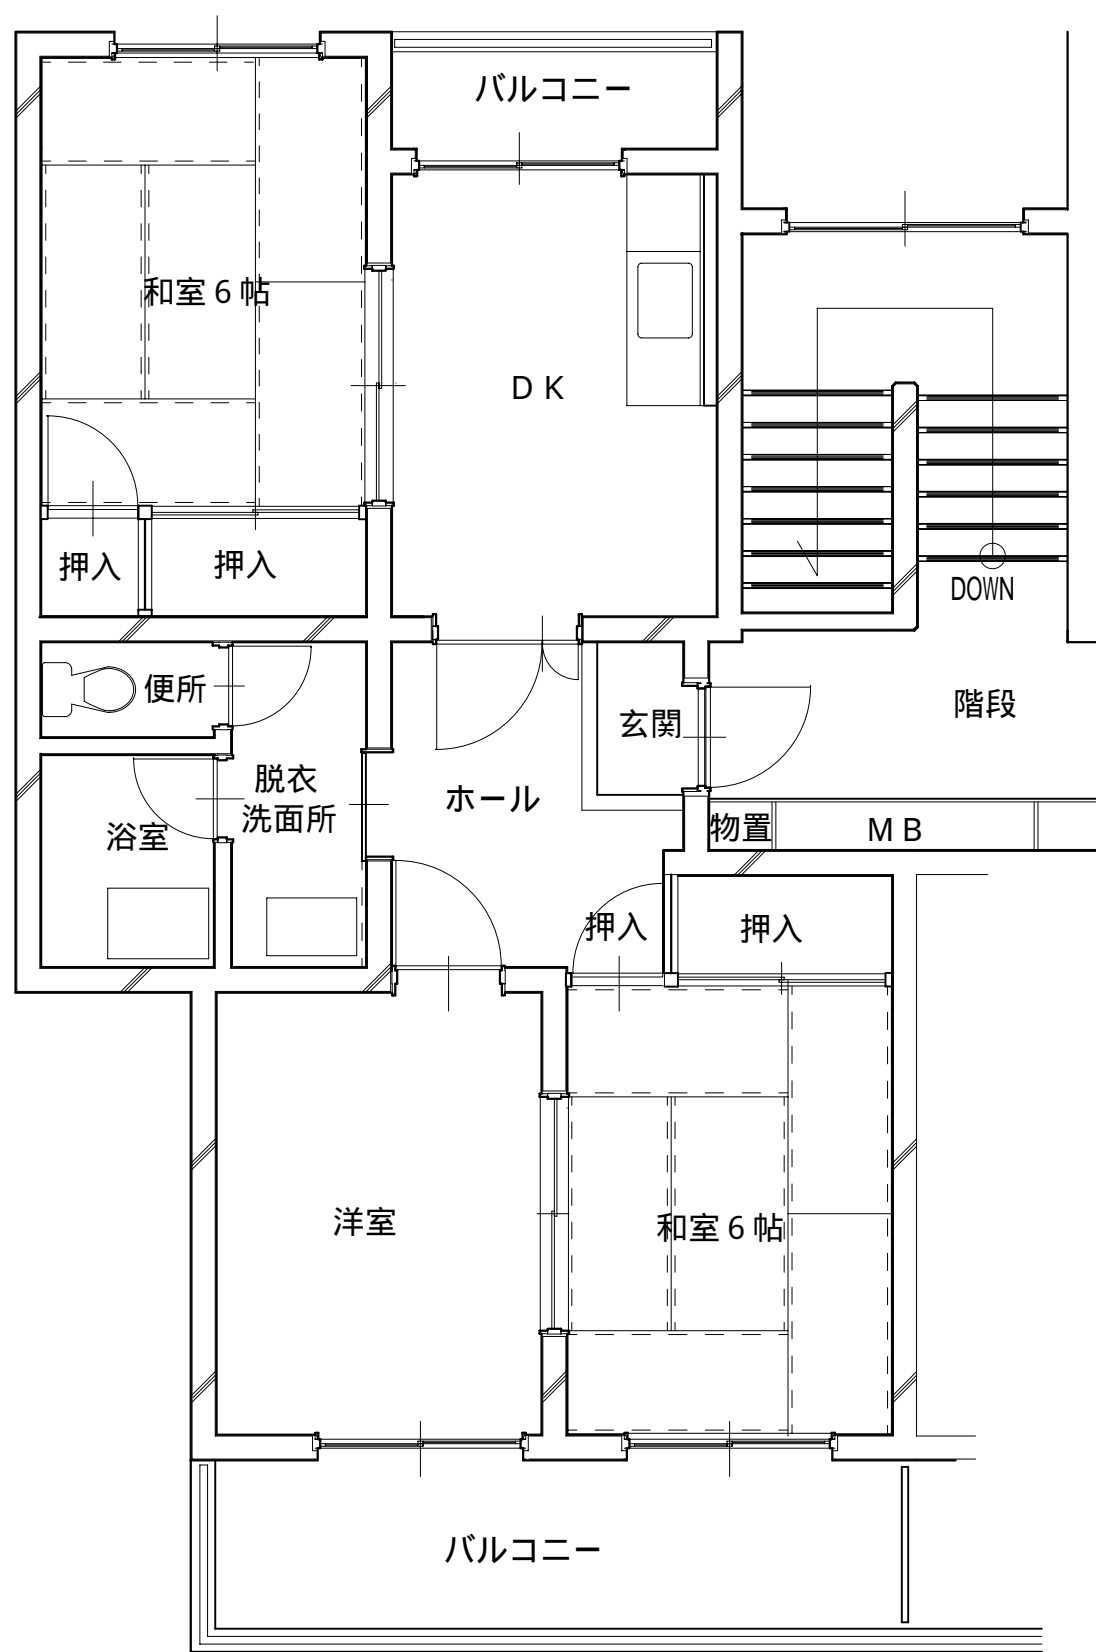 バルコニー
和室６帖
ＤＫ
押入
押入
DOWN
便所
玄関
階段
脱衣
洗面所
ホール
浴室
物置
ＭＢ
押入
押入
洋室
和室６帖
バルコニー